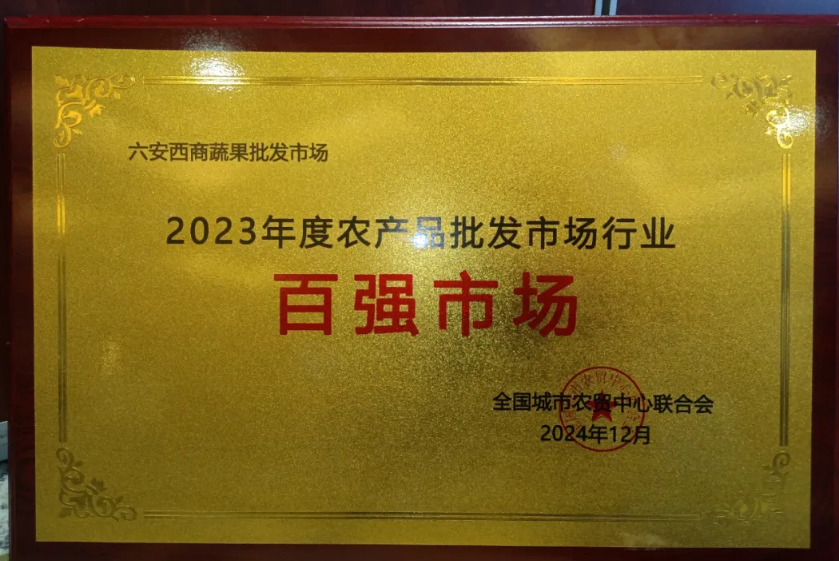 六安西商蔬果批发市场
2023年度农产品批发市场行业
百强市场
全国城市农贸中心联合会
2024年12月